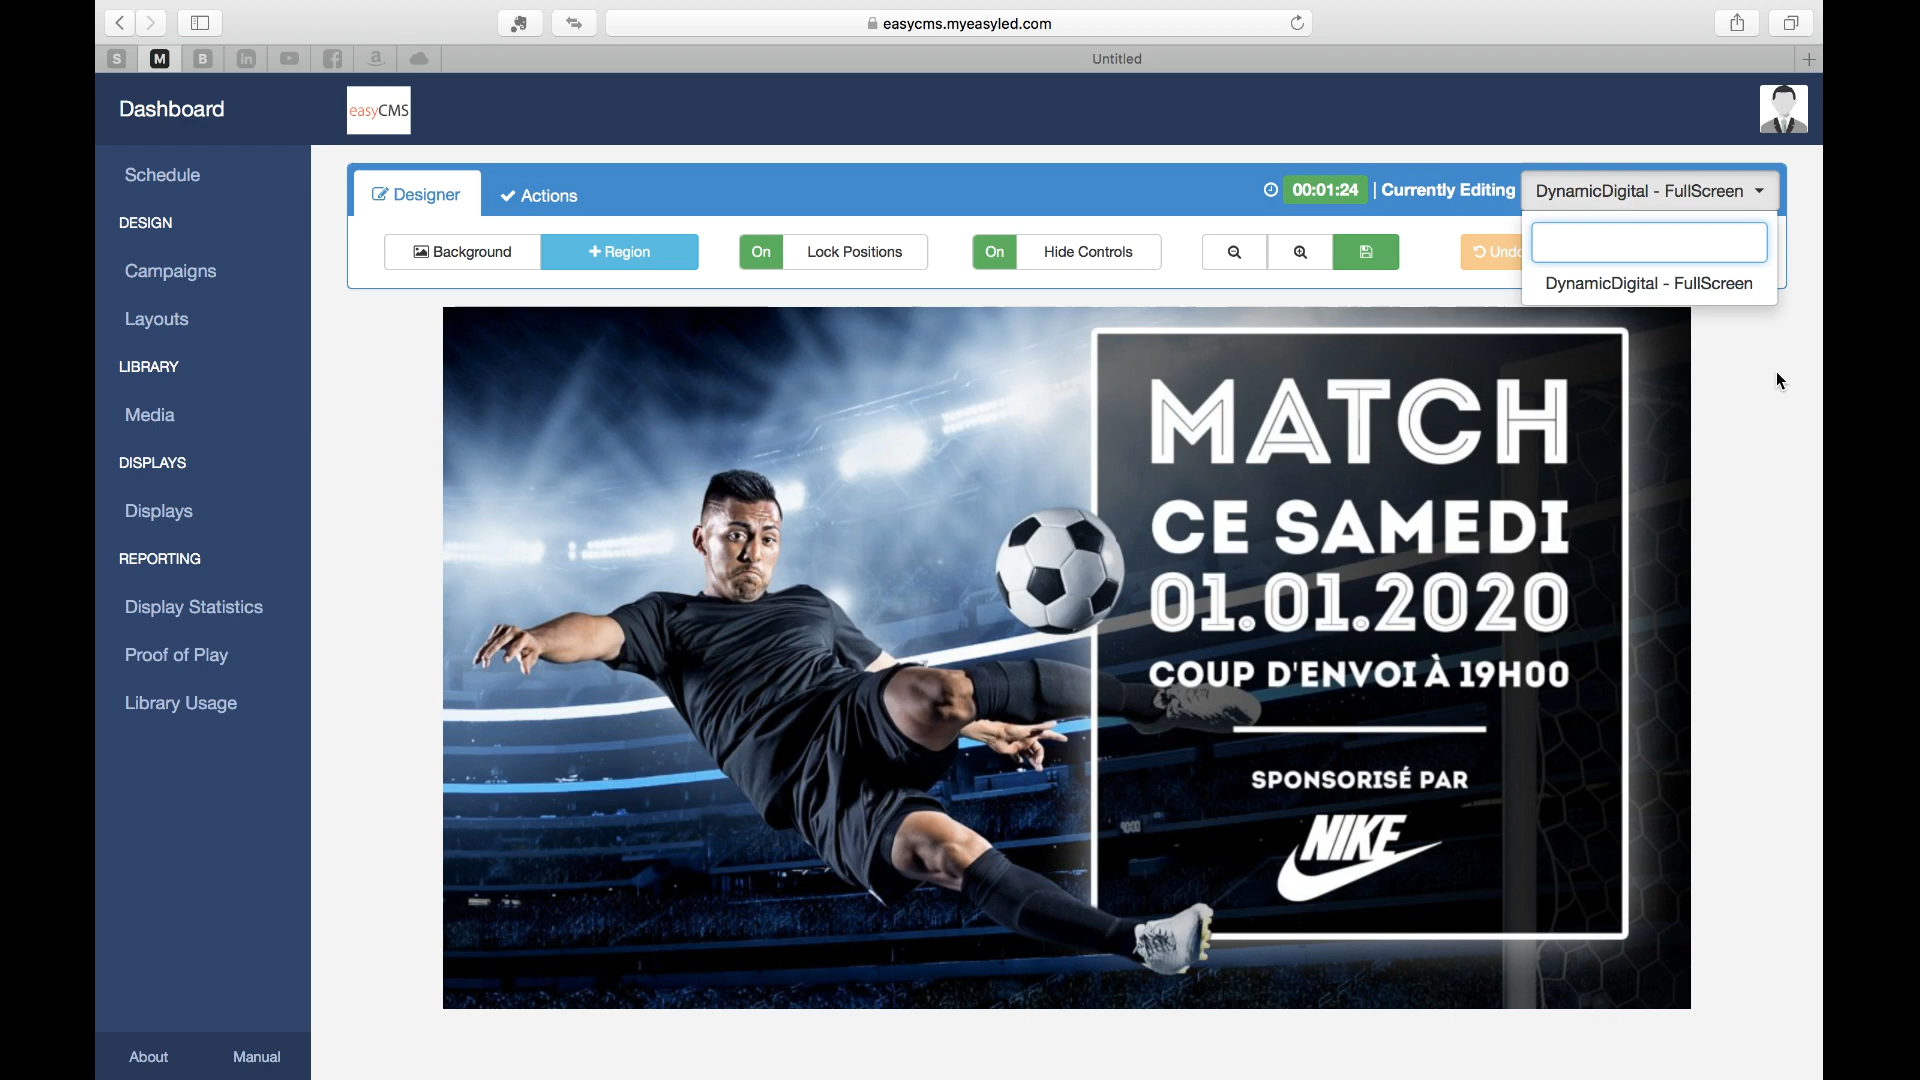 easycms.myeasyled.com
S
M
B
in
a
Untitled
Dashboard
easyCMS
Schedule
DESIGN
Campaigns
Layouts
LIBRARY
Media
DISPLAYS
Displays
REPORTING
Display Statistics
Proof of Play
Library Usage
About
Manual
Designer
Actions
00:01:24 | Currently Editing
DynamicDigital - FullScreen
Background
+ Region
On
Lock Positions
On
Hide Controls
DynamicDigital - FullScreen
MATCH
CE SAMEDI
01.01.2020
COUP D'ENVOI À 19H00
SPONSORISÉ PAR
NIKE